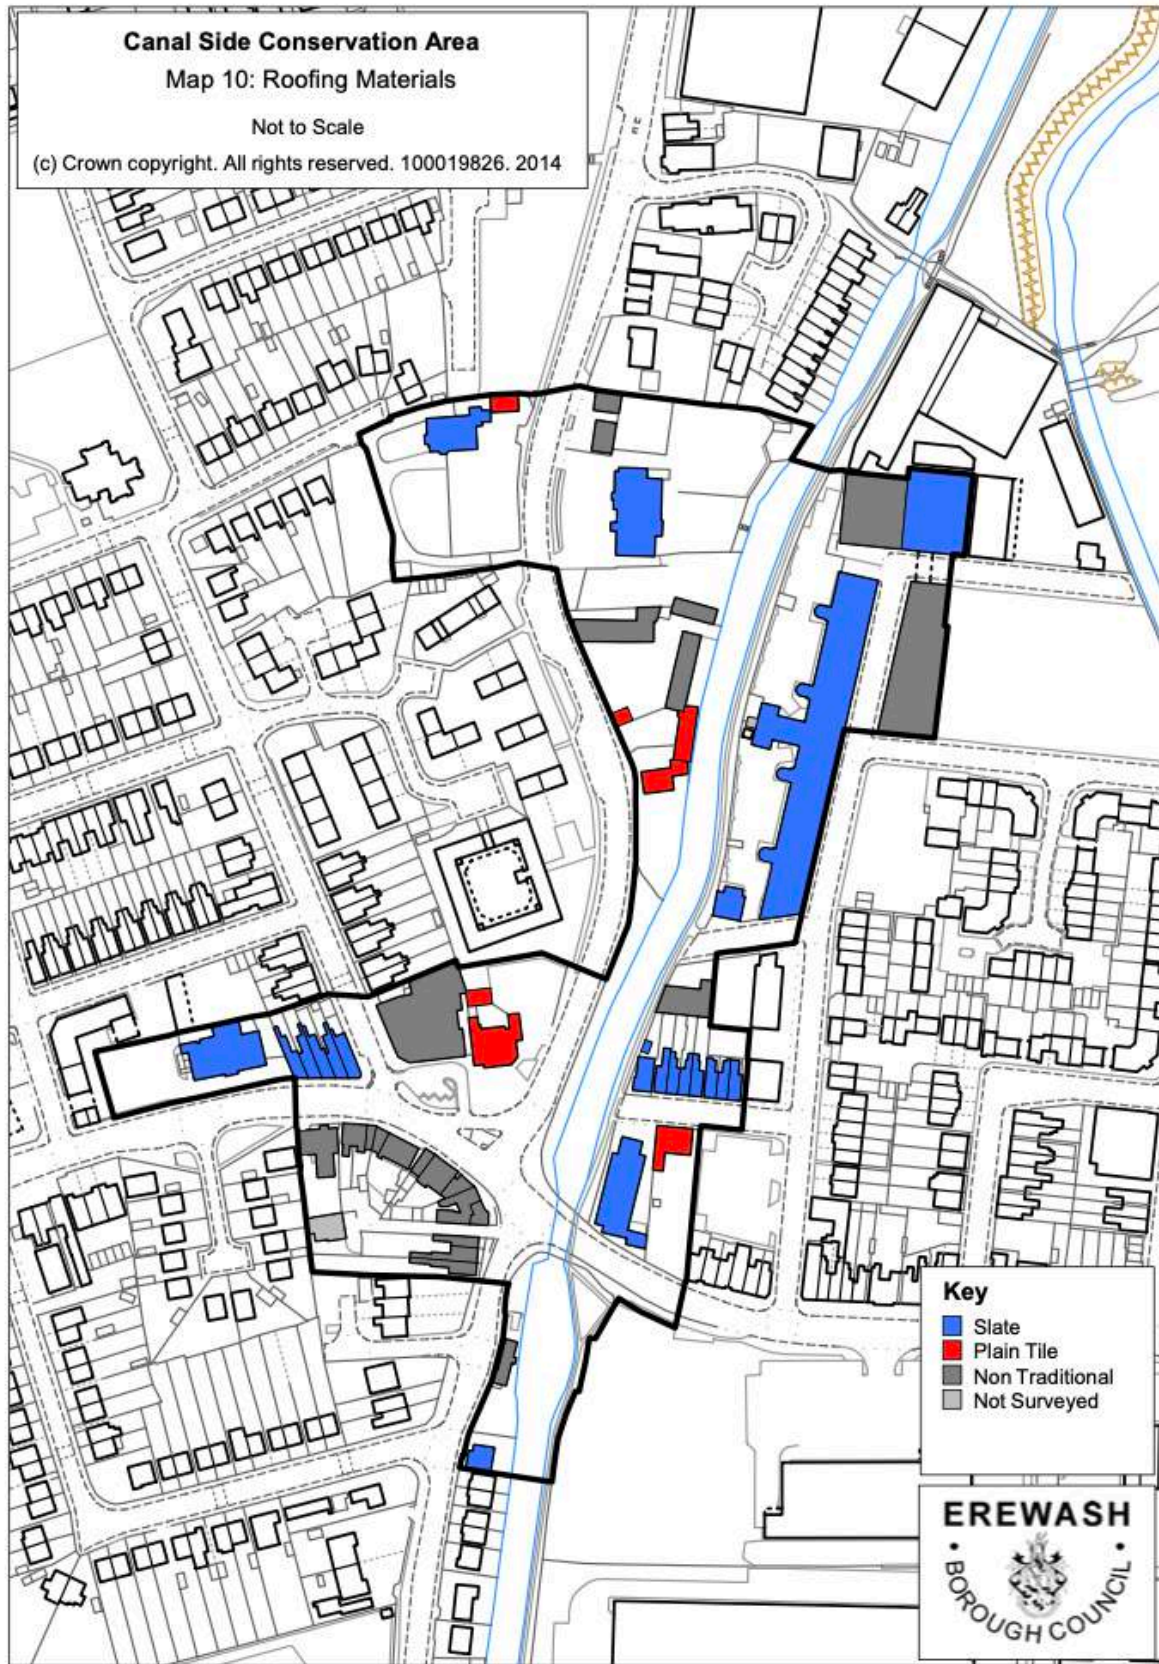 Canal Side Conservation Area
Map 10: Roofing Materials
Not to Scale
(c) Crown copyright. All rights reserved. 100019826. 2014
Key
Slate
Plain Tile
Non Traditional
Not Surveyed
EREWASH
• BOROUGH COUNCIL •